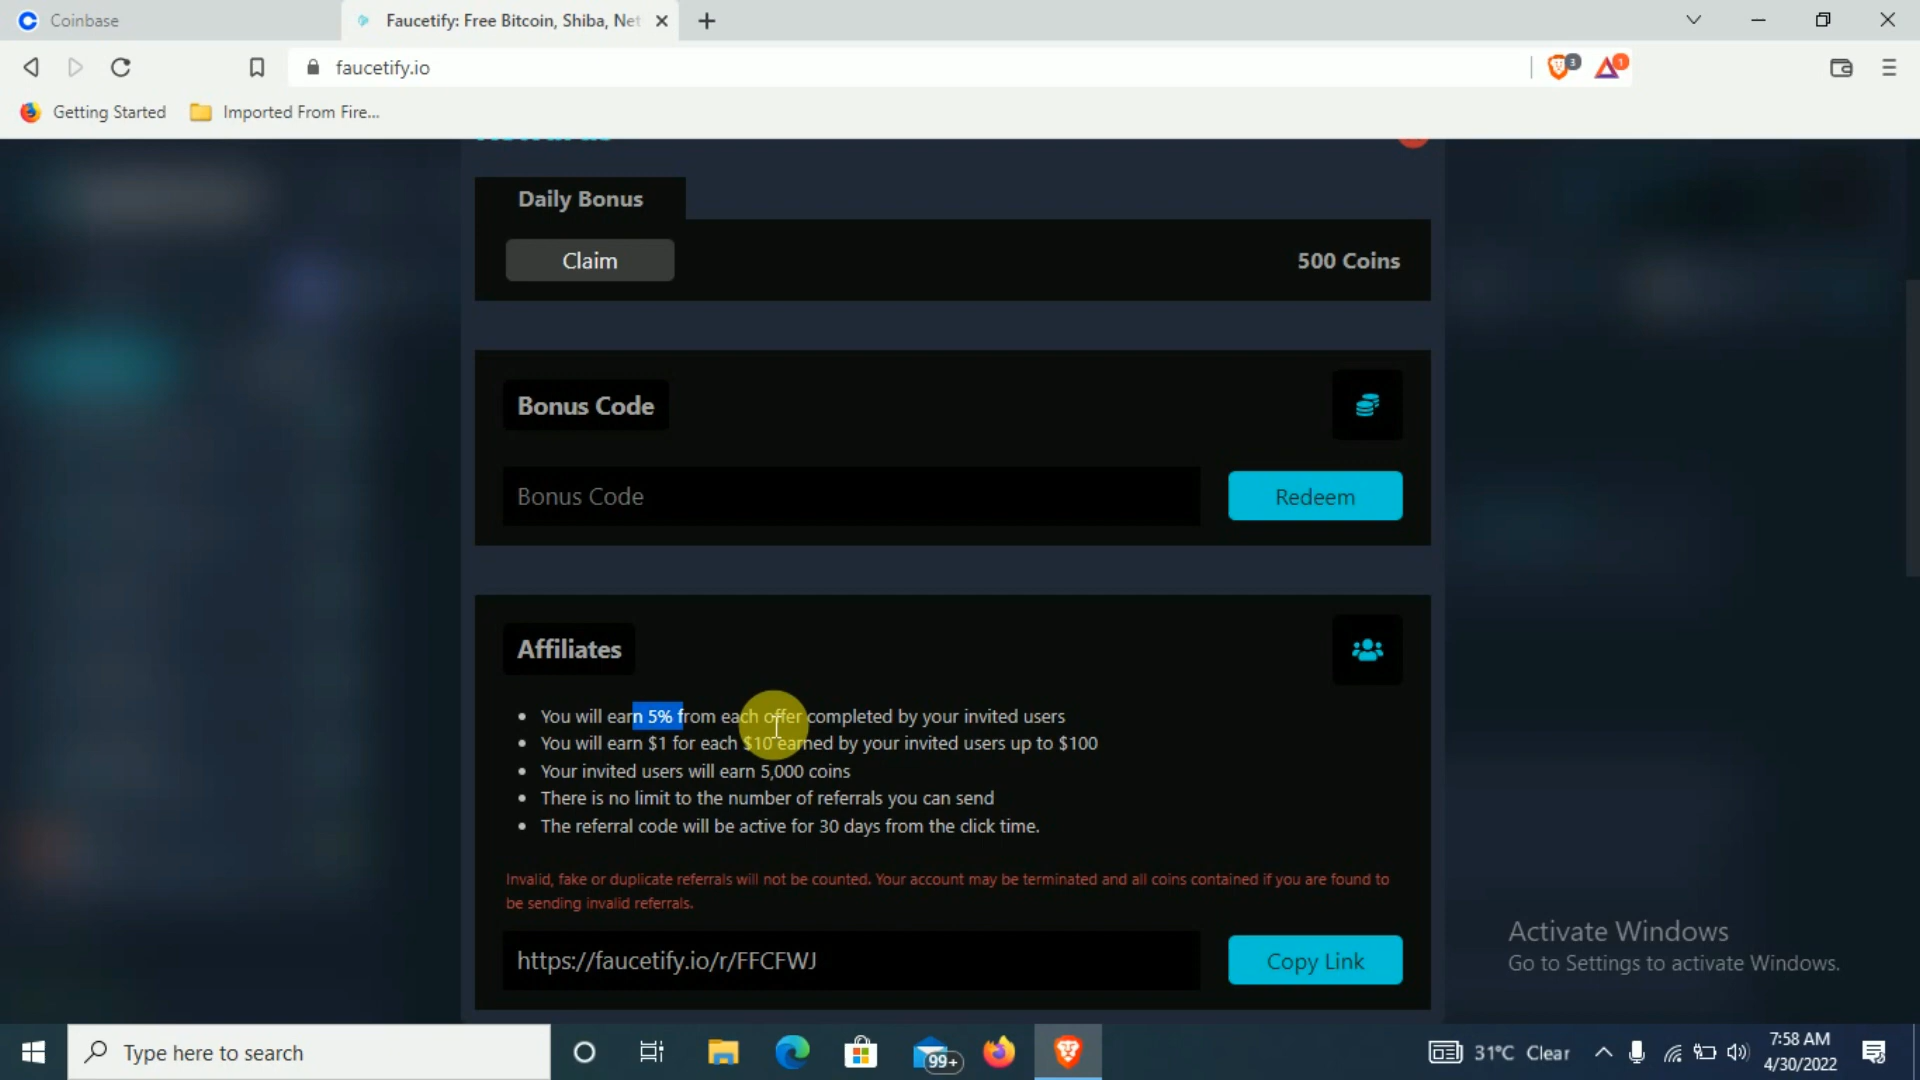 Coinbase
Faucetify: Free Bitcoin, Shiba, Net
faucetify.io
3
1
Getting Started
Imported From Fire...
Daily Bonus
Claim
500 Coins
Bonus Code
Bonus Code
Redeem
Affiliates
You will earn 5% from each offer completed by your invited users
You will earn $1 for each $10 earned by your invited users up to $100
Your invited users will earn 5,000 coins
There is no limit to the number of referrals you can send
The referral code will be active for 30 days from the click time.
Invalid, fake or duplicate referrals will not be counted. Your account may be terminated and all coins contained if you are found to
be sending invalid referrals.
https://faucetify.io/r/FFCFWJ
Copy Link
Activate Windows
Go to Settings to activate Windows.
Type here to search
99+
31°C Clear
7:58 AM
4/30/2022